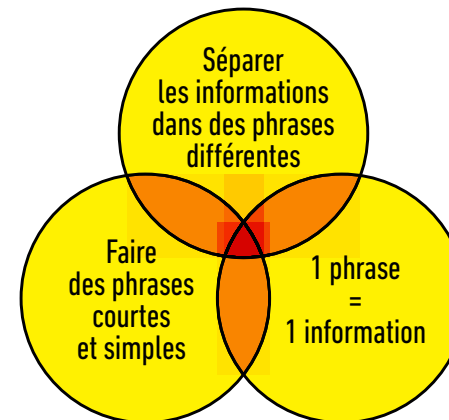 Séparer
les informations
dans des phrases
différentes
Faire
des phrases
courtes
et simples
1 phrase
=
1 information